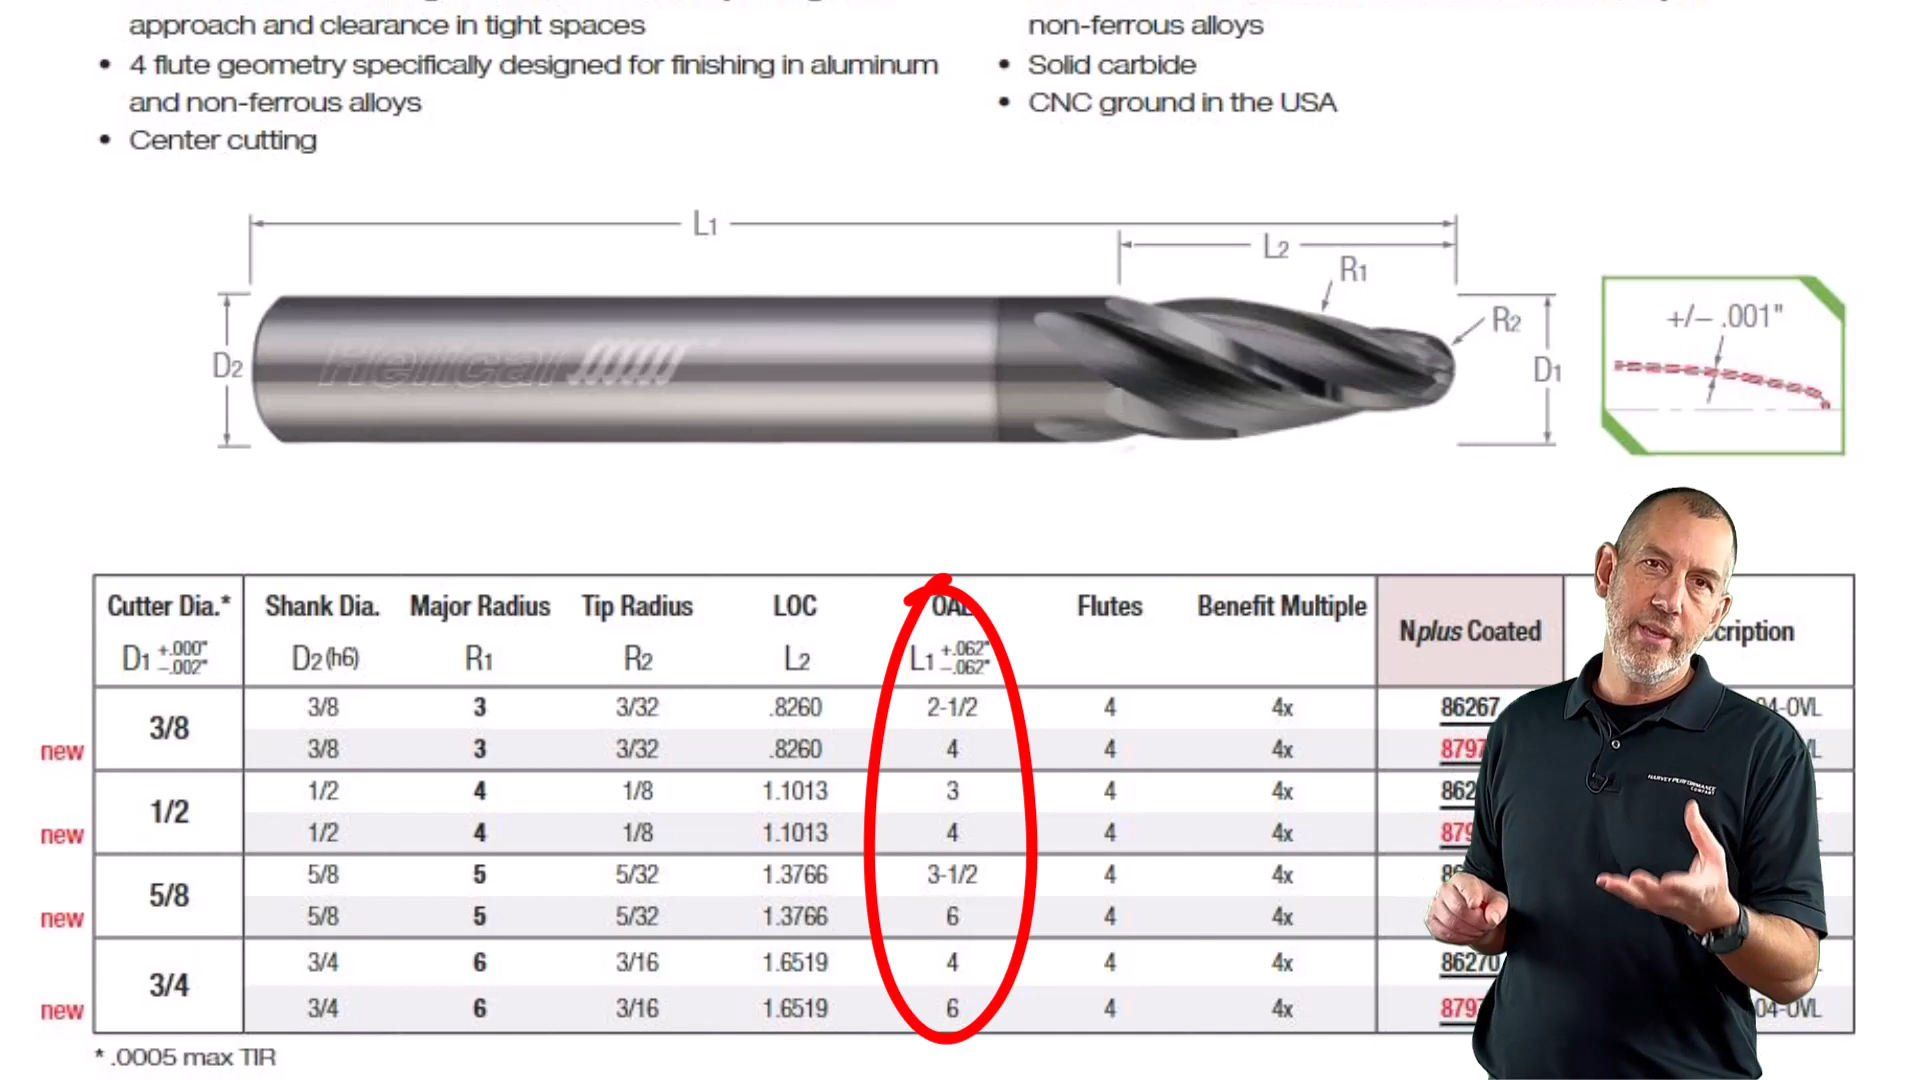 approach and clearance in tight spaces
• 4 flute geometry specifically designed for finishing in aluminum
and non-ferrous alloys
• Center cutting
non-ferrous alloys
• Solid carbide
• CNC ground in the USA
L1
L2
R1
R2
D2
D1
+/– .001"
Helical
Cutter Dia.* Shank Dia. Major Radius Tip Radius LOC OAL Flutes Benefit Multiple Nplus Coated
D1 +.000" –.002" D2 (h6) R1 R2 L2 L1 +.062" –.062"
3/8 3/8 3 3/32 .8260 2-1/2 4 4x 86267
new 3/8 3 3/32 .8260 4 4 4x
1/2 1/2 4 1/8 1.1013 3 4 4x
new 1/2 4 1/8 1.1013 4 4 4x
5/8 5/8 5 5/32 1.3766 3-1/2 4 4x
new 5/8 5 5/32 1.3766 6 4 4x
3/4 3/4 6 3/16 1.6519 4 4 4x 86270
new 3/4 6 3/16 1.6519 6 4 4x
* .0005 max TIR
HARVEY PERFORMANCE
COMPANY